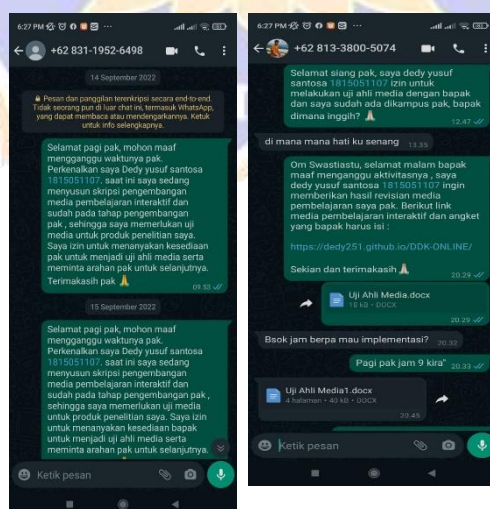 6:27 PM
+62 831-1952-6498
14 September 2022
Pesan dan panggilan terenkripsi secara end-to-end.
Tidak seorang pun di luar chat ini, termasuk WhatsApp,
yang dapat membaca atau mendengarkannya. Ketuk
untuk info selengkapnya.
Selamat pagi pak, mohon maaf
mengganggu waktunya pak.
Perkenalkan saya Dedy yusuf santosa
1815051107. saat ini saya sedang
menyusun skripsi pengembangan
media pembelajaran interaktif dan
sudah pada tahap pengembangan
pak , sehingga saya memerlukan uji
media untuk produk penelitian saya.
Saya izin untuk menanyakan kesediaan
pak untuk menjadi uji ahli media serta
meminta arahan pak untuk selanjutnya.
Terimakasih pak 🙏
09.53
15 September 2022
Selamat pagi pak, mohon maaf
mengganggu waktunya pak.
Perkenalkan saya Dedy yusuf santosa
1815051107. saat ini saya sedang
menyusun skripsi pengembangan
media pembelajaran interaktif dan
sudah pada tahap pengembangan pak ,
sehingga saya memerlukan uji media
untuk produk penelitian saya. Saya izin
untuk menanyakan kesediaan bapak
untuk menjadi uji ahli media serta
meminta arahan pak untuk selanjutnya.
Ketik pesan
6:27 PM
+62 813-3800-5074
Selamat siang pak, saya dedy yusuf
santosa 1815051107 izin untuk
melakukan uji ahli media dengan bapak
dan saya sudah ada dikampus pak, bapak
dimana inggih? 🙏
12.47
di mana mana hati ku senang
13.35
Om Swastiastu, selamat malam bapak
maaf menganggu aktivitasnya , saya
dedy yusuf santosa 1815051107 ingin
memberikan hasil revisian media
pembelajaran saya pak. Berikut link
media pembelajaran interaktif dan angket
yang bapak harus isi :
https://dedy251.github.io/DDK-ONLINE/
Sekian dan terimakasih 🙏
20.29
Uji Ahli Media.docx
DOCX
20.29
Bsok jam berpa mau implementasi?
20.32
Pagi pak jam 9 kira"
20.33
Uji Ahli Media1.docx
4 halaman • 40 kB • DOCX
20.45
Ketik pesan